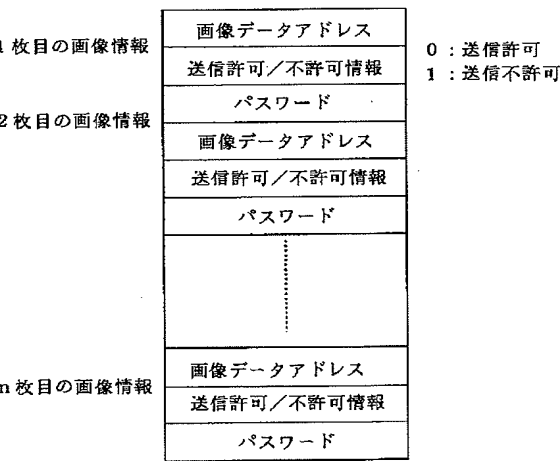 画像データアドレス
1 枚目の画像情報
0 ：送信許可
送信許可／不許可情報
1 ：送信不許可
パスワード
2 枚目の画像情報
画像データアドレス
送信許可／不許可情報
パスワード
画像データアドレス
n 枚目の画像情報
送信許可／不許可情報
パスワード